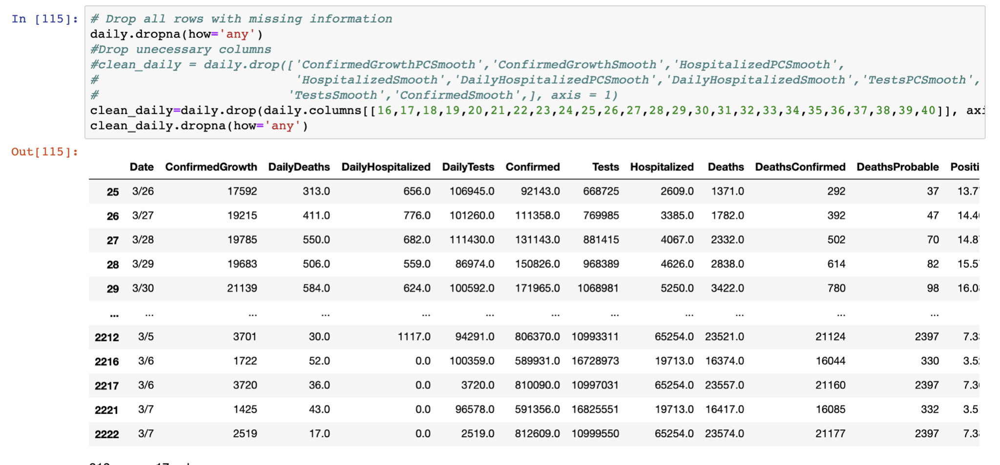 In [115]:
# Drop all rows with missing information
daily.dropna(how='any')
#Drop unecessary columns
#clean_daily = daily.drop(['ConfirmedGrowthPCSmooth','ConfirmedGrowthSmooth','HospitalizedPCSmooth',
# 'HospitalizedSmooth','DailyHospitalizedPCSmooth','DailyHospitalizedSmooth','TestsPCSmooth',
# 'TestsSmooth','ConfirmedSmooth',], axis = 1)
clean_daily=daily.drop(daily.columns[[16,17,18,19,20,21,22,23,24,25,26,27,28,29,30,31,32,33,34,35,36,37,38,39,40]], axi
clean_daily.dropna(how='any')
Out[115]:
Date ConfirmedGrowth DailyDeaths DailyHospitalized DailyTests Confirmed Tests Hospitalized Deaths DeathsConfirmed DeathsProbable Positi
25 3/26 17592 313.0 656.0 106945.0 92143.0 668725 2609.0 1371.0 292 37 13.7
26 3/27 19215 411.0 776.0 101260.0 111358.0 769985 3385.0 1782.0 392 47 14.4
27 3/28 19785 550.0 682.0 111430.0 131143.0 881415 4067.0 2332.0 502 70 14.8
28 3/29 19683 506.0 559.0 86974.0 150826.0 968389 4626.0 2838.0 614 82 15.5
29 3/30 21139 584.0 624.0 100592.0 171965.0 1068981 5250.0 3422.0 780 98 16.0
... ... ... ... ... ... ... ... ... ... ... ...
2212 3/5 3701 30.0 1117.0 94291.0 806370.0 10993311 65254.0 23521.0 21124 2397 7.3
2216 3/6 1722 52.0 0.0 100359.0 589931.0 16728973 19713.0 16374.0 16044 330 3.5
2217 3/6 3720 36.0 0.0 3720.0 810090.0 10997031 65254.0 23557.0 21160 2397 7.3
2221 3/7 1425 43.0 0.0 96578.0 591356.0 16825551 19713.0 16417.0 16085 332 3.5
2222 3/7 2519 17.0 0.0 2519.0 812609.0 10999550 65254.0 23574.0 21177 2397 7.3